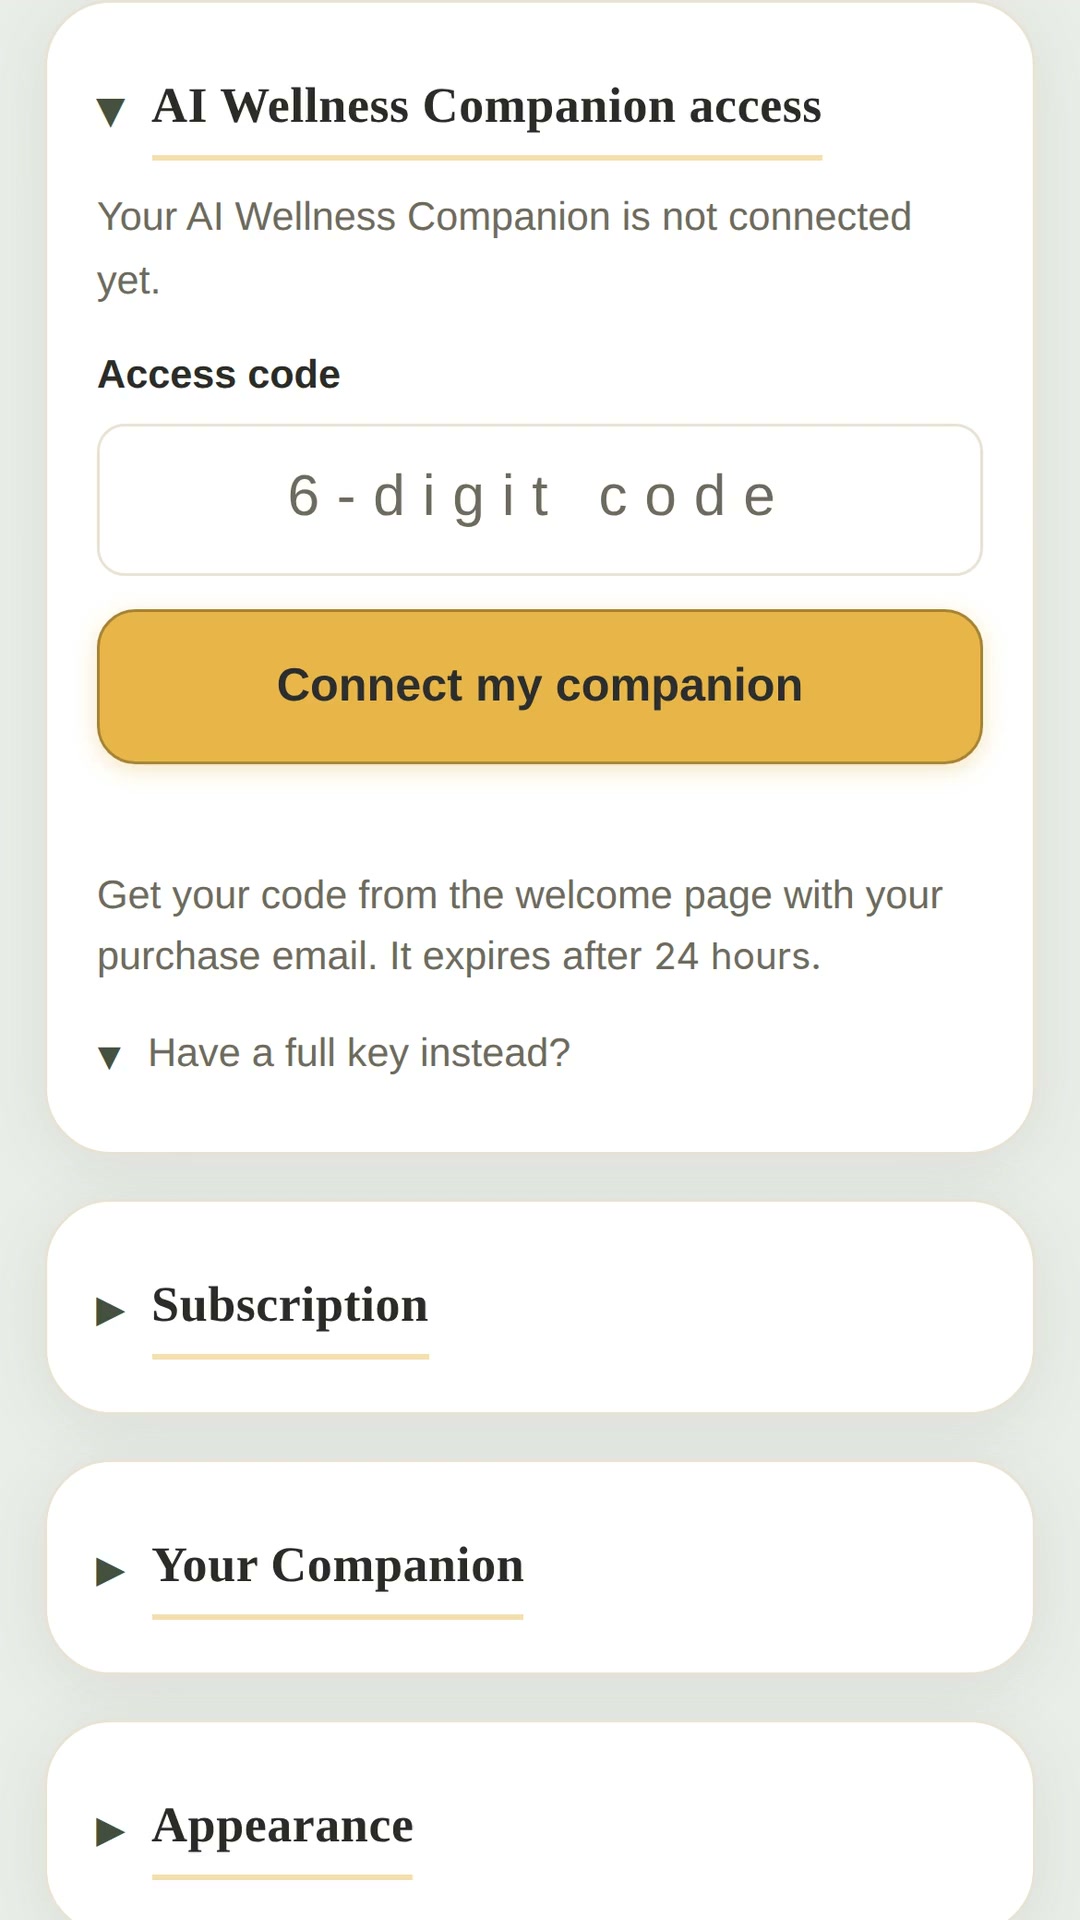 AI Wellness Companion access
Your AI Wellness Companion is not connected
yet.
Access code
6-digit code
Connect my companion
Get your code from the welcome page with your
purchase email. It expires after 24 hours.
Have a full key instead?
Subscription
Your Companion
Appearance